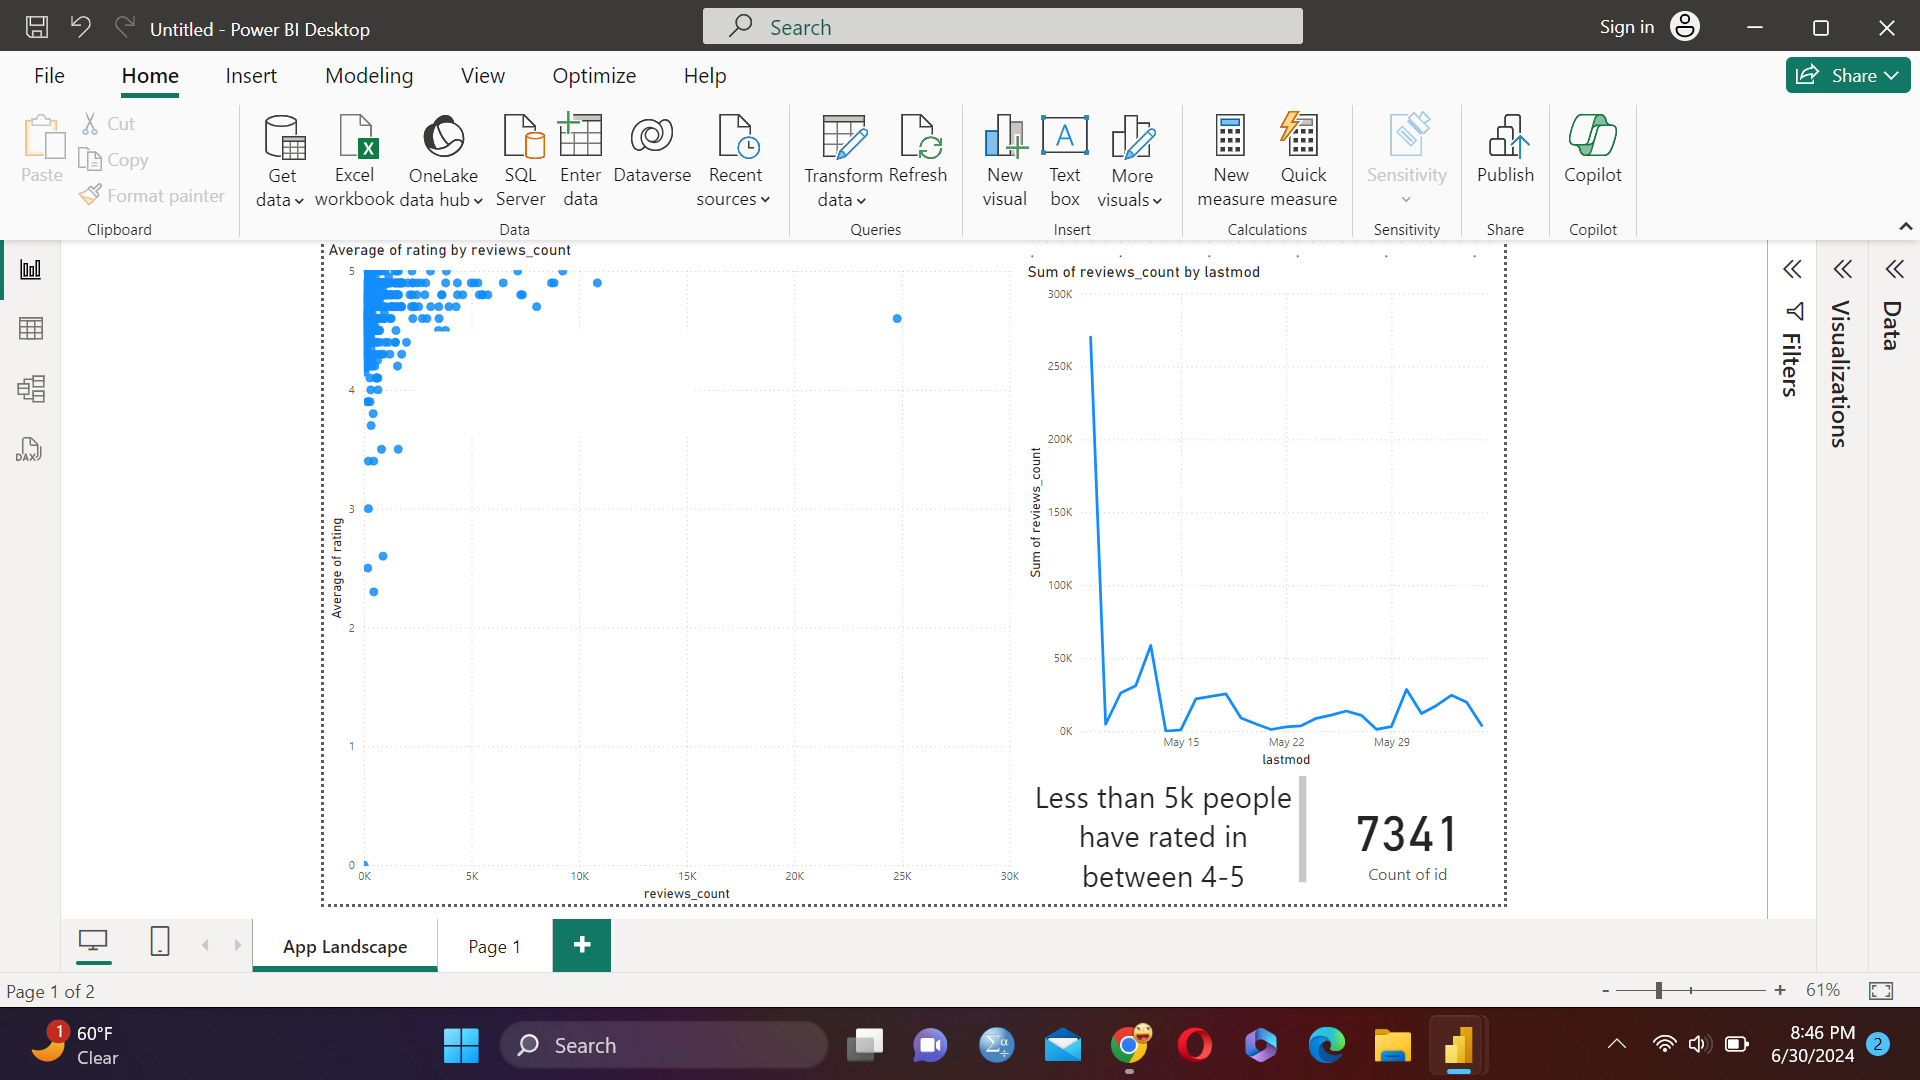 Untitled - Power BI Desktop
Search
Sign in
File
Home
Insert
Modeling
View
Optimize
Help
Share
Paste
Cut
Copy
Format painter
Clipboard
Get data
Excel workbook
OneLake data hub
SQL Server
Enter data
Dataverse
Recent sources
Data
Transform data
Refresh
Queries
New visual
Text box
More visuals
Insert
New measure
Quick measure
Calculations
Sensitivity
Sensitivity
Publish
Share
Copilot
Copilot
DAX
Average of rating by reviews_count
5
4
3
2
1
0
Average of rating
0K 5K 10K 15K 20K 25K 30K
reviews_count
Sum of reviews_count by lastmod
300K
250K
200K
150K
100K
50K
0K
Sum of reviews_count
May 15 May 22 May 29
lastmod
Less than 5k people
have rated in
between 4-5
7341
Count of id
Filters
Visualizations
Data
App Landscape
Page 1
Page 1 of 2
- + 61%
1
60°F
Clear
Search
8:46 PM
6/30/2024
2